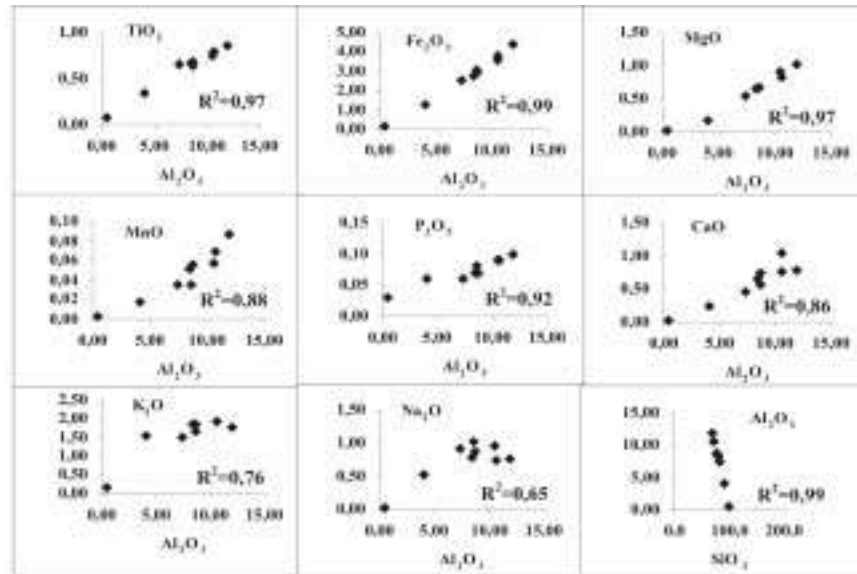 TiO₂
1,00
0,50
0,00
R²=0,97
0,00 5,00 10,00 15,00
Al₂O₃
Fe₂O₃
5,00
4,00
3,00
2,00
1,00
0,00
R²=0,99
0,00 5,00 10,00 15,00
Al₂O₃
MgO
1,50
1,00
0,50
0,00
R²=0,97
0,00 5,00 10,00 15,00
Al₂O₃
MnO
0,10
0,08
0,06
0,04
0,02
0,00
R²=0,88
0,00 5,00 10,00 15,00
Al₂O₃
P₂O₅
0,15
0,10
0,05
0,00
R²=0,92
0,00 5,00 10,00 15,00
Al₂O₃
CaO
1,50
1,00
0,50
0,00
R²=0,86
0,00 5,00 10,00 15,00
Al₂O₃
K₂O
2,50
2,00
1,50
1,00
0,50
0,00
R²=0,76
0,00 5,00 10,00 15,00
Al₂O₃
Na₂O
1,50
1,00
0,50
0,00
R²=0,65
0,00 5,00 10,00 15,00
Al₂O₃
Al₂O₃
15,00
10,00
5,00
0,00
R²=0,99
0,0 100,0 200,0
SiO₂